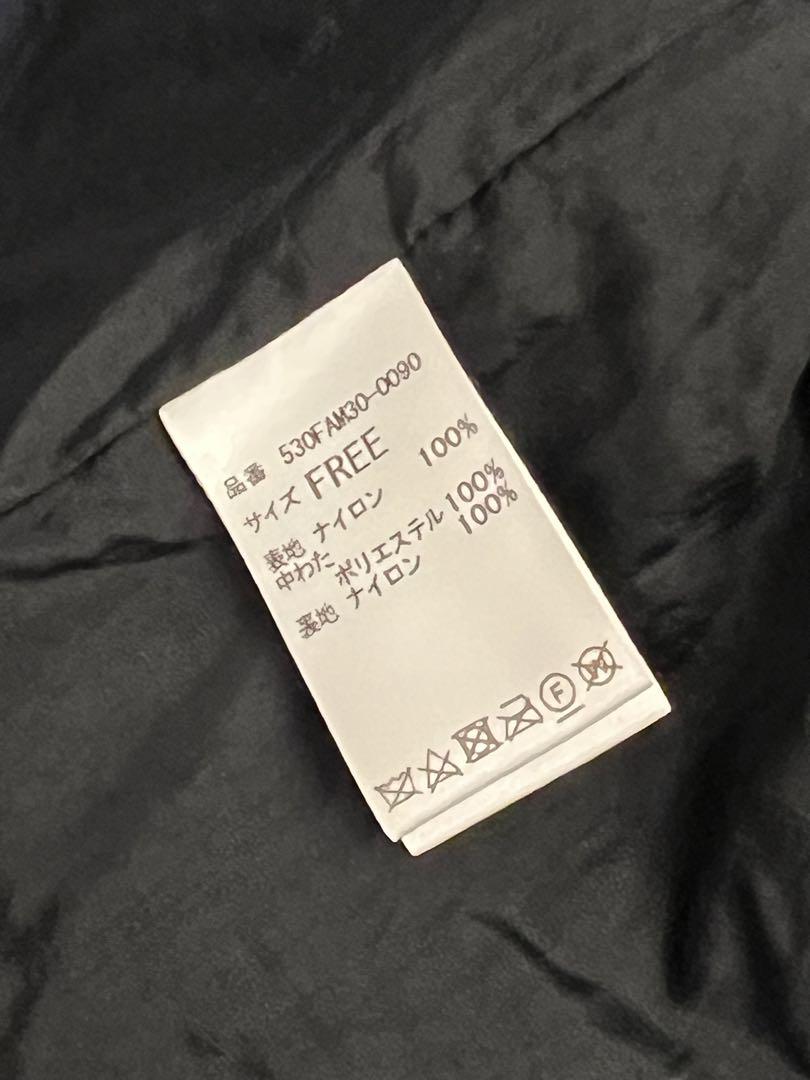 品番 530FAM30-0090
サイズ FREE
表地 ナイロン 100%
中わた ポリエステル 100%
裏地 ナイロン 100%
F
W